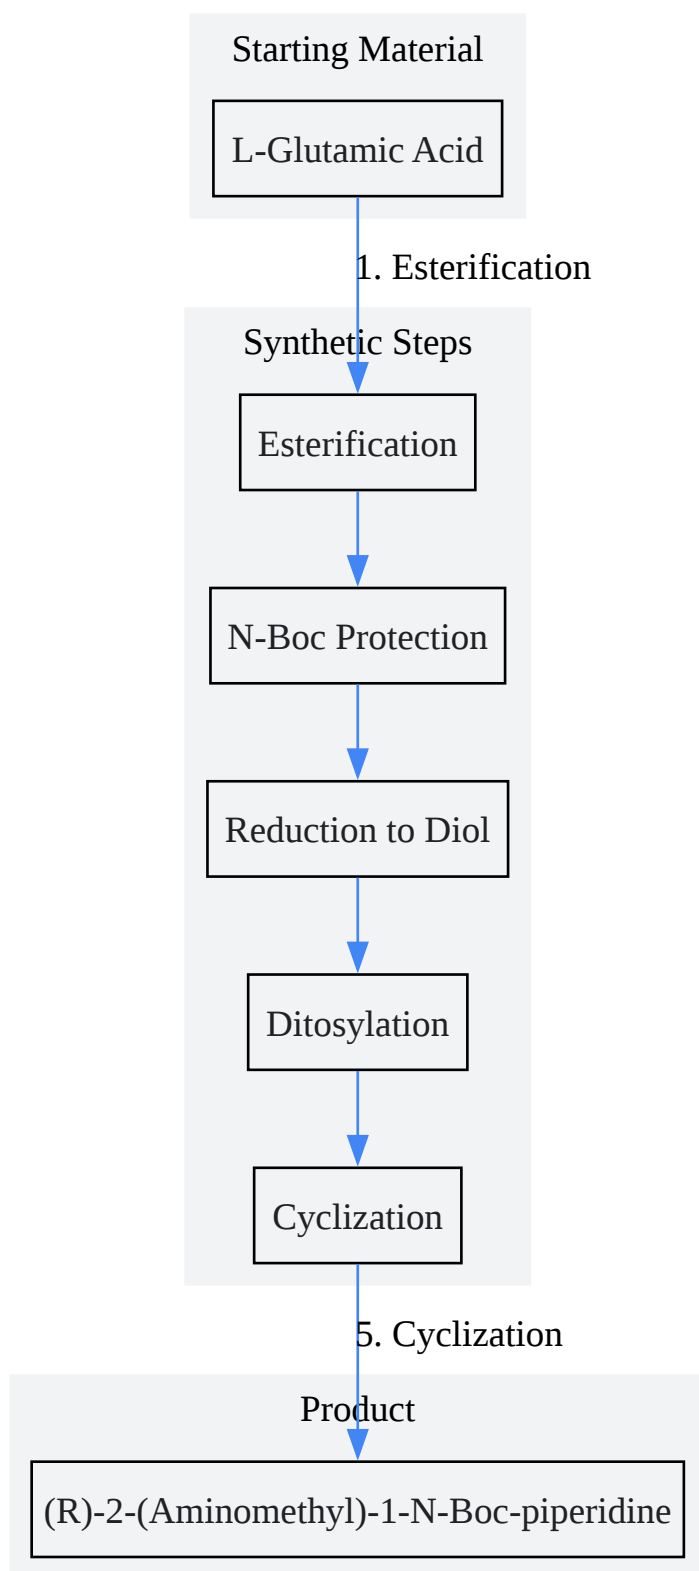 Starting Material
L-Glutamic Acid
1. Esterification
Synthetic Steps
Esterification
N-Boc Protection
Reduction to Diol
Ditosylation
Cyclization
5. Cyclization
Product
(R)-2-(Aminomethyl)-1-N-Boc-piperidine